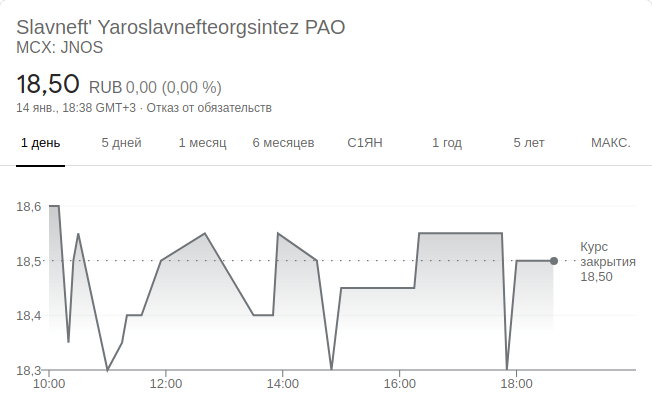 Slavneft' Yaroslavnefteorgsintez PAO
MCX: JNOS
18,50 RUB 0,00 (0,00 %)
14 янв., 18:38 GMT+3 · Отказ от обязательств
1 день 5 дней 1 месяц 6 месяцев С1ЯН 1 год 5 лет МАКС.
18,6
18,5
18,4
18,3
Курс
закрытия
18,50
10:00 12:00 14:00 16:00 18:00